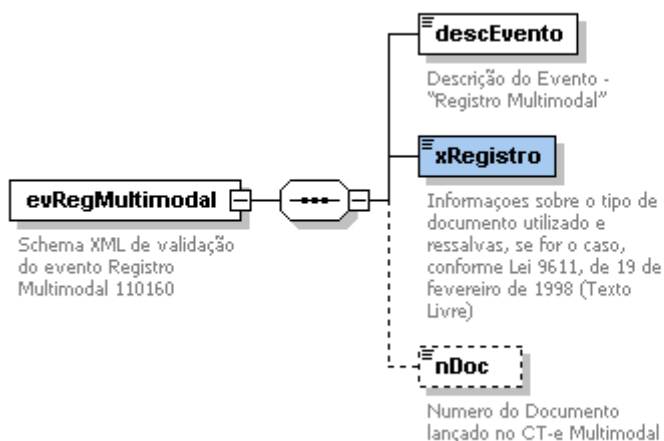 descEvento
Descrição do Evento -
"Registro Multimodal"
xRegistro
Informaçoes sobre o tipo de
documento utilizado e
ressalvas, se for o caso,
conforme Lei 9611, de 19 de
fevereiro de 1998 (Texto
Livre)
evRegMultimodal
Schema XML de validação
do evento Registro
Multimodal 110160
nDoc
Numero do Documento
lançado no CT-e Multimodal